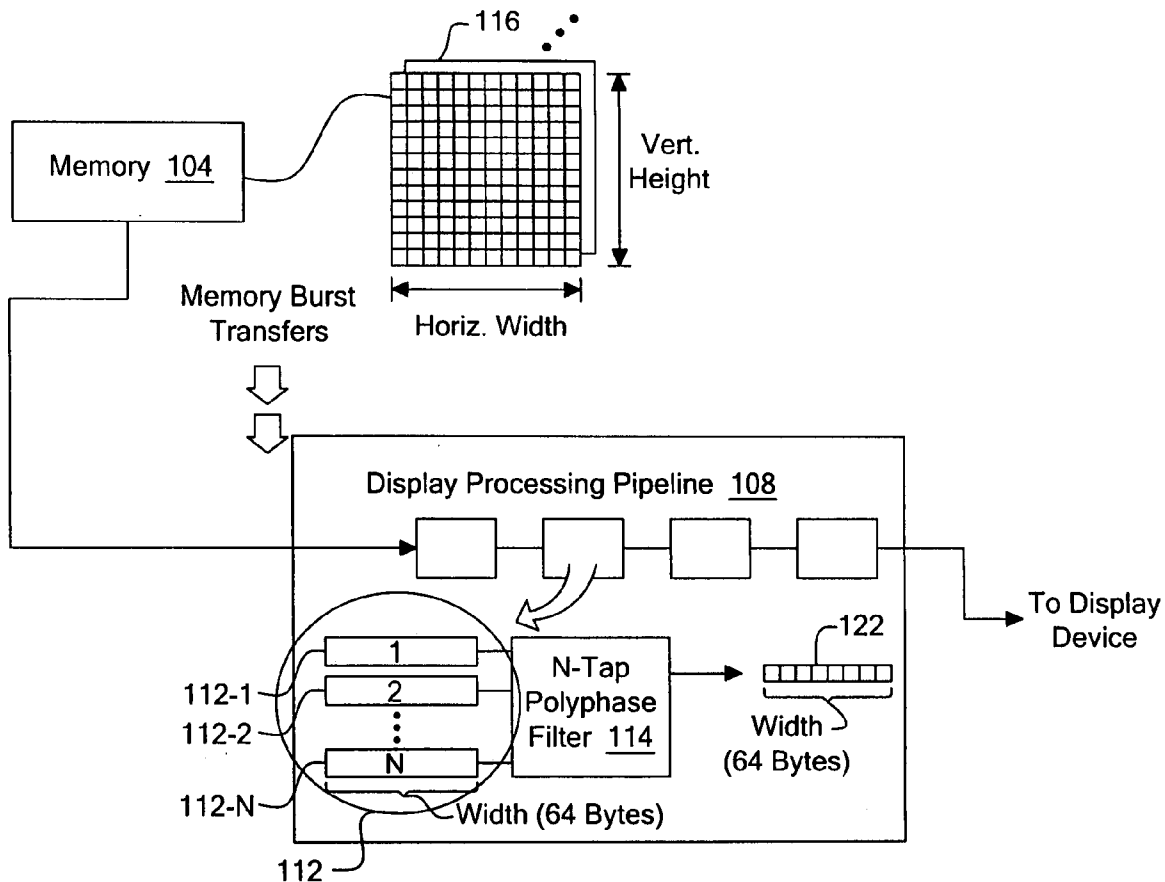 116
Memory 104
Vert.
Height
Memory Burst
Transfers
Horiz. Width
Display Processing Pipeline 108
To Display
Device
122
1
N-Tap
112-1
2
Polyphase
112-2
Filter 114
Width
(64 Bytes)
N
112-N
Width (64 Bytes)
112